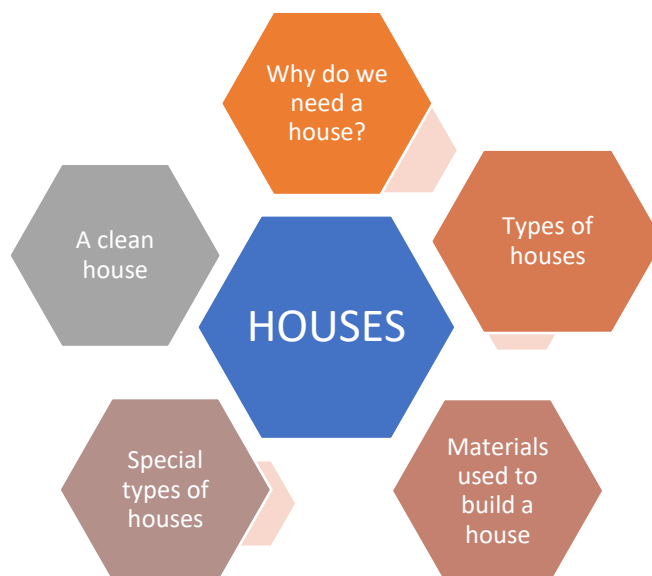 Why do we
need a
house?
Types of
houses
A clean
house
HOUSES
Materials
used to
build a
house
Special
types of
houses